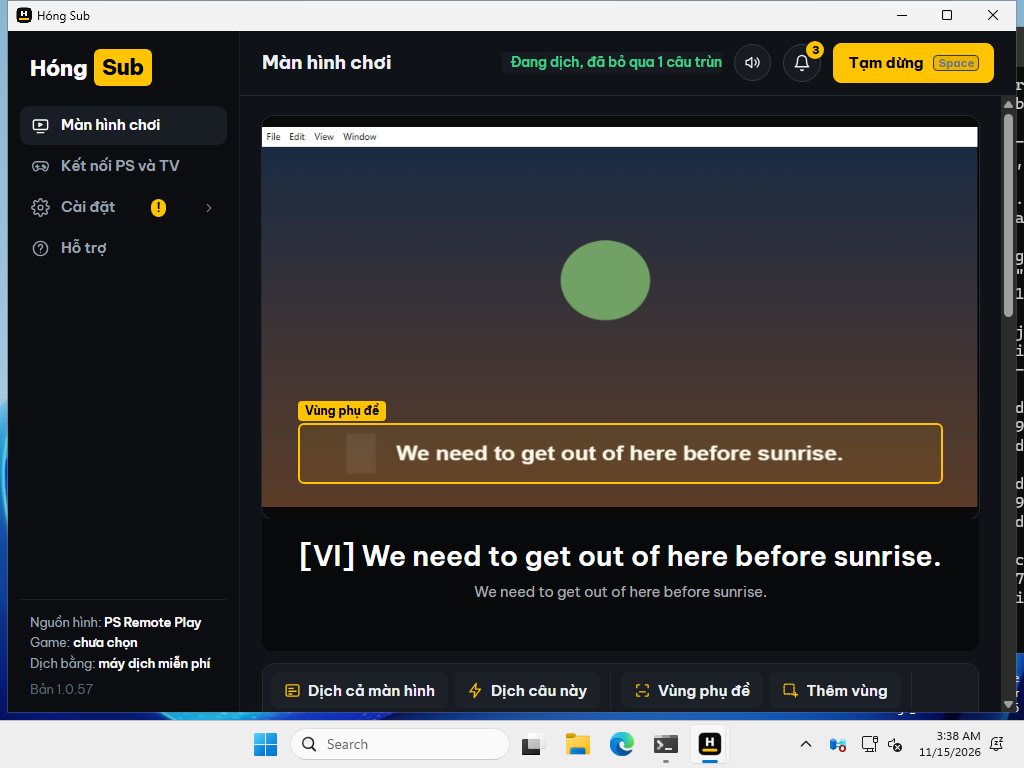 Hóng Sub
Hóng Sub
Màn hình chơi
Kết nối PS và TV
Cài đặt
!
Hỗ trợ
Nguồn hình: PS Remote Play
Game: chưa chọn
Dịch bằng: máy dịch miễn phí
Bản 1.0.57
Màn hình chơi
Đang dịch, đã bỏ qua 1 câu trùn
3
Tạm dừng Space
File Edit View Window
Vùng phụ đề
We need to get out of here before sunrise.
[VI] We need to get out of here before sunrise.
We need to get out of here before sunrise.
Dịch cả màn hình
Dịch câu này
Vùng phụ đề
Thêm vùng
Search
3:38 AM
11/15/2026